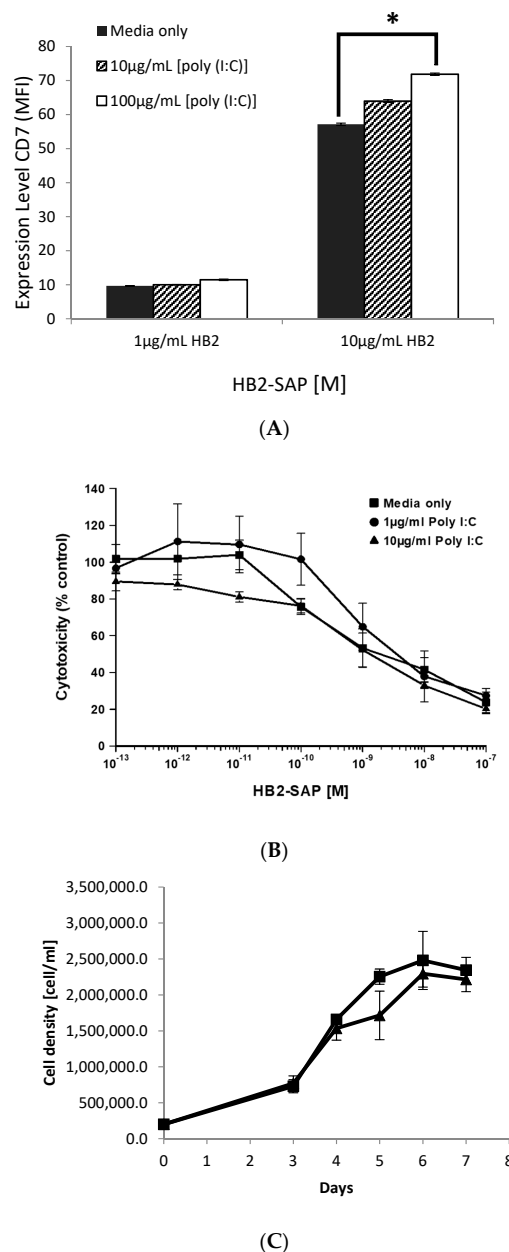 *
Media only
10µg/mL [poly (I:C)]
100µg/mL [poly (I:C)]
Expression Level CD7 (MFI)
80
70
60
50
40
30
20
10
0
1µg/mL HB2 10µg/mL HB2
HB2-SAP [M]
(A)
Media only
1µg/ml Poly I:C
10µg/ml Poly I:C
Cytotoxicity (% control)
140
120
100
80
60
40
20
0
10-13 10-12 10-11 10-10 10-9 10-8 10-7
HB2-SAP [M]
(B)
Cell density [cell/ml]
3,500,000.0
3,000,000.0
2,500,000.0
2,000,000.0
1,500,000.0
1,000,000.0
500,000.0
0.0
0 1 2 3 4 5 6 7 8
Days
(C)